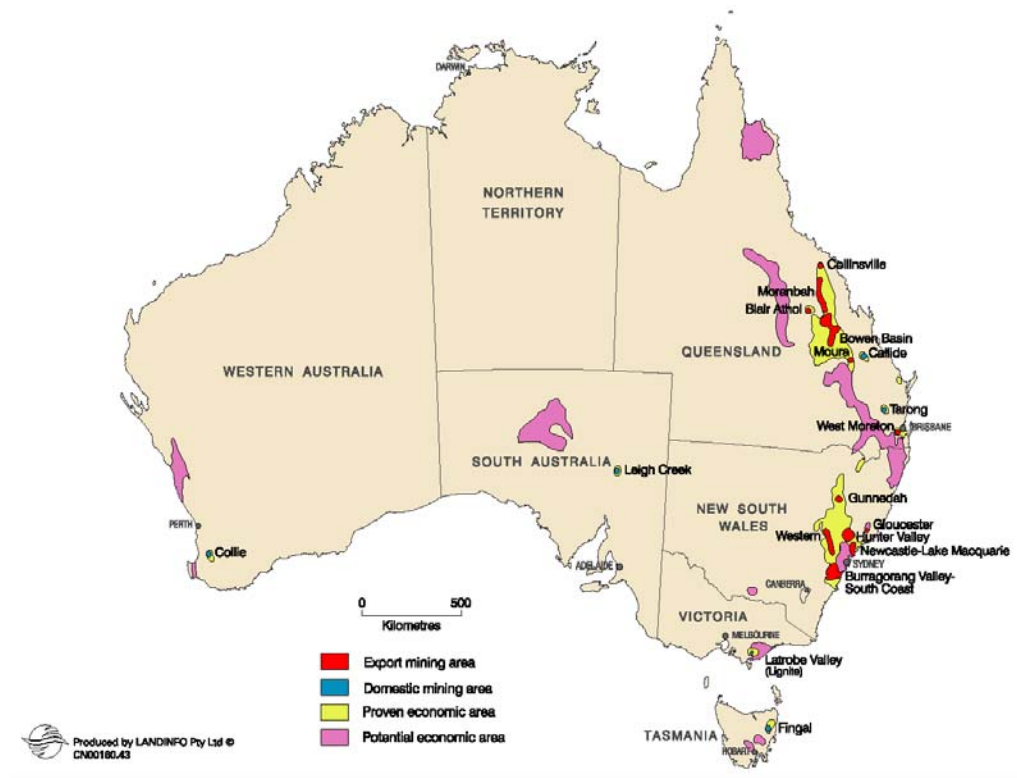 DARWIN
NORTHERN
TERRITORY
Collinsville
Moranbah
Blair Athol
Bowen Basin
QUEENSLAND
Moura
Callide
WESTERN AUSTRALIA
Tarong
West Moreton
BRISBANE
SOUTH AUSTRALIA
Leigh Creek
Gunnedah
NEW SOUTH
WALES
PERTH
Gloucester
Western
Hunter Valley
Newcastle-Lake Macquarie
Collie
SYDNEY
ADELAIDE
Burragorang Valley-
South Coast
CANBERRA
0 500
Kilometres
VICTORIA
MELBOURNE
Latrobe Valley
(Lignite)
Export mining area
Domestic mining area
Proven economic area
Potential economic area
Fingal
TASMANIA
HOBART
Produced by LANDINFO Pty Ltd ©
CN00180.43